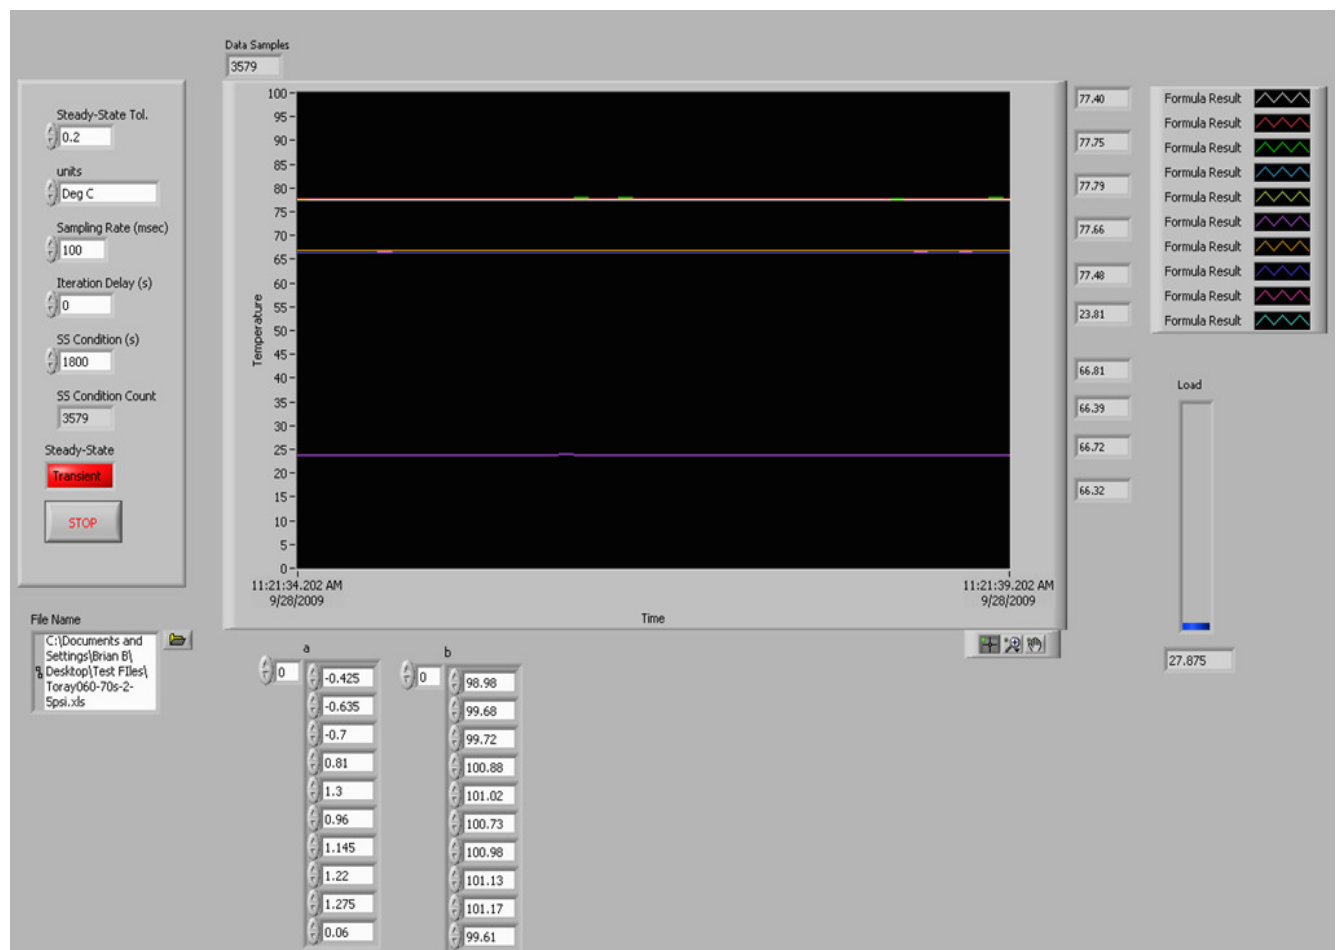 Data Samples
3579
Steady-State Tol.
0.2
units
Deg C
Sampling Rate (msec)
100
Iteration Delay (s)
0
SS Condition (s)
1800
SS Condition Count
3579
Steady-State
Transient
STOP
File Name
C:\Documents and
Settings\Brian B\
Desktop\Test FIles\
Toray060-70s-2-
5psi.xls
Temperature
100
95
90
85
80
75
70
65
60
55
50
45
40
35
30
25
20
15
10
5
0
11:21:34.202 AM
9/28/2009
11:21:39.202 AM
9/28/2009
Time
77.40
77.75
77.79
77.66
77.48
23.81
66.81
66.39
66.72
66.32
Formula Result
Formula Result
Formula Result
Formula Result
Formula Result
Formula Result
Formula Result
Formula Result
Formula Result
Formula Result
Load
27.875
a
0
-0.425
-0.635
-0.7
0.81
1.3
0.96
1.145
1.22
1.275
0.06
b
0
98.98
99.68
99.72
100.88
101.02
100.73
100.98
101.13
101.17
99.61